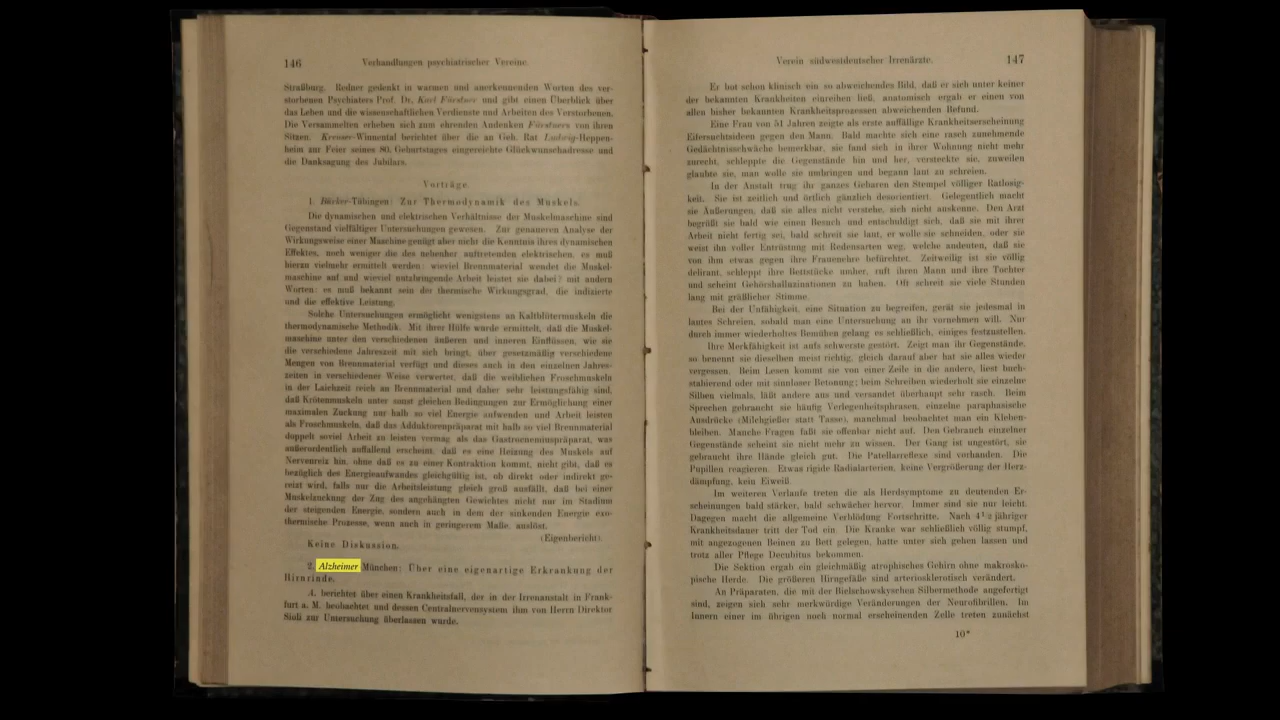 146
Verhandlungen psychiatrischer Vereine.
Straßburg. Redner gedenkt in warmen und anerkennenden Worten des ver-
storbenen Psychiaters Prof. Dr. Karl Fürstner und gibt einen Überblick über
das Leben und die wissenschaftlichen Verdienste und Arbeiten des Verstorbenen.
Die Versammelten erheben sich zum ehrenden Andenken Fürstners von ihren
Sitzen. Kreuser-Winnental berichtet über die an Geh. Rat Ludwig-Heppen-
heim zur Feier seines 80. Geburtstages eingereichte Glückwunschadresse und
die Danksagung des Jubilars.
Vorträge.
1. Bürker-Tübingen: Zur Thermodynamik des Muskels.
Die dynamischen und elektrischen Verhältnisse der Muskelmaschine sind
Gegenstand vielfältiger Untersuchungen gewesen. Zur genaueren Analyse der
Wirkungsweise einer Maschine genügt aber nicht die Kenntnis ihres dynamischen
Effektes, noch weniger die des nebenher auftretenden elektrischen, es muß
hierzu vielmehr ermittelt werden: wieviel Brennmaterial wendet die Muskel-
maschine auf und wieviel nutzbringende Arbeit leistet sie dabei? mit andern
Worten: es muß bekannt sein der thermische Wirkungsgrad, die indizierte
und die effektive Leistung.
Solche Untersuchungen ermöglicht wenigstens an Kaltblütermuskeln die
thermodynamische Methodik. Mit ihrer Hilfe wurde ermittelt, daß die Muskel-
maschine unter den verschiedenen äußeren und inneren Einflüssen, wie sie
die verschiedene Jahreszeit mit sich bringt, über gesetzmäßig verschiedene
Mengen von Brennmaterial verfügt und dieses auch in den einzelnen Jahres-
zeiten in verschiedener Weise verwertet, daß die weiblichen Froschmuskeln
in der Laichzeit reich an Brennmaterial und daher sehr leistungsfähig sind,
daß Krötenmuskeln unter sonst gleichen Bedingungen zur Ermöglichung einer
maximalen Zuckung nur halb so viel Energie aufwenden und Arbeit leisten
als Froschmuskeln, daß das Adduktorenpräparat mit halb so viel Brennmaterial
doppelt soviel Arbeit zu leisten vermag als das Gastrocnemiuspräparat, was
außerordentlich auffallend erscheint, daß es eine Heizung des Muskels auf
Nervenreiz hin, ohne daß es zu einer Kontraktion kommt, nicht gibt, daß es
bezüglich des Energieaufwandes gleichgültig ist, ob direkt oder indirekt ge-
reizt wird, falls nur die Arbeitsleistung gleich groß ausfällt, daß bei einer
Muskelzuckung der Zug des angehängten Gewichtes nicht nur im Stadium
der steigenden Energie, sondern auch in dem der sinkenden Energie exo-
thermische Prozesse, wenn auch in geringerem Maße, auslöst.
(Eigenbericht).
Keine Diskussion.
2. Alzheimer München: Über eine eigenartige Erkrankung der
Hirnrinde.
A. berichtet über einen Krankheitsfall, der in der Irrenanstalt in Frank-
furt a. M. beobachtet und dessen Centralnervensystem ihm von Herrn Direktor
Sioli zur Untersuchung überlassen wurde.
Verein südwestdeutscher Irrenärzte.
147
Er bot schon klinisch ein so abweichendes Bild, daß er sich unter keiner
der bekannten Krankheiten einreihen ließ, anatomisch ergab er einen von
allen bisher bekannten Krankheitsprozessen abweichenden Befund.
Eine Frau von 51 Jahren zeigte als erste auffällige Krankheitserscheinung
Eifersuchtsideen gegen den Mann. Bald machte sich eine rasch zunehmende
Gedächtnisschwäche bemerkbar, sie fand sich in ihrer Wohnung nicht mehr
zurecht, schleppte die Gegenstände hin und her, versteckte sie, zuweilen
glaubte sie, man wolle sie umbringen und begann laut zu schreien.
In der Anstalt trug ihr ganzes Gebaren den Stempel völliger Ratlosig-
keit. Sie ist zeitlich und örtlich gänzlich desorientiert. Gelegentlich macht
sie Äußerungen, daß sie alles nicht verstehe, sich nicht auskenne. Den Arzt
begrüßt sie bald wie einen Besuch und entschuldigt sich, daß sie mit ihrer
Arbeit nicht fertig sei, bald schreit sie laut, er wolle sie schneiden, oder sie
weist ihn voller Entrüstung mit Redensarten weg, welche andeuten, daß sie
von ihm etwas gegen ihre Frauenehre befürchtet. Zeitweilig ist sie völlig
delirant, schleppt ihre Bettstücke umher, ruft ihren Mann und ihre Tochter
und scheint Gehörshalluzinationen zu haben. Oft schreit sie viele Stunden
lang mit gräßlicher Stimme.
Bei der Unfähigkeit, eine Situation zu begreifen, gerät sie jedesmal in
lautes Schreien, sobald man eine Untersuchung an ihr vornehmen will. Nur
durch immer wiederholtes Bemühen gelang es schließlich, einiges festzustellen.
Ihre Merkfähigkeit ist aufs schwerste gestört. Zeigt man ihr Gegenstände,
so benennt sie dieselben meist richtig, gleich darauf aber hat sie alles wieder
vergessen. Beim Lesen kommt sie von einer Zeile in die andere, liest buch-
stabierend oder mit sinnloser Betonung; beim Schreiben wiederholt sie einzelne
Silben vielmals, läßt andere aus und versandet überhaupt sehr rasch. Beim
Sprechen gebraucht sie häufig Verlegenheitsphrasen, einzelne paraphasische
Ausdrücke (Milchgießer statt Tasse), manchmal beobachtet man ein Kleben-
bleiben. Manche Fragen faßt sie offenbar nicht auf. Den Gebrauch einzelner
Gegenstände scheint sie nicht mehr zu wissen. Der Gang ist ungestört, sie
gebraucht ihre Hände gleich gut. Die Patellarreflexe sind vorhanden. Die
Pupillen reagieren. Etwas rigide Radialarterien, keine Vergrößerung der Herz-
dämpfung, kein Eiweiß.
Im weiteren Verlaufe treten die als Herdsymptome zu deutenden Er-
scheinungen bald stärker, bald schwächer hervor. Immer sind sie nur leicht.
Dagegen macht die allgemeine Verblödung Fortschritte. Nach 4½jähriger
Krankheitsdauer tritt der Tod ein. Die Kranke war schließlich völlig stumpf,
mit angezogenen Beinen zu Bett gelegen, hatte unter sich gehen lassen und
trotz aller Pflege Decubitus bekommen.
Die Sektion ergab ein gleichmäßig atrophisches Gehirn ohne makrosko-
pische Herde. Die größeren Hirngefäße sind arteriosklerotisch verändert.
An Präparaten, die mit der Bielschowskyschen Silbermethode angefertigt
sind, zeigen sich sehr merkwürdige Veränderungen der Neurofibrillen. Im
Innern einer im übrigen noch normal erscheinenden Zelle treten zunächst
10*